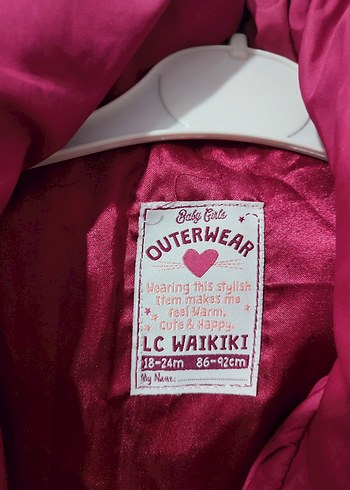 Baby Girls
OUTERWEAR
Wearing this stylish
Item makes me
feel Warm,
Cute & Happy.
LC WAIKIKI
18-24m 86-92cm
My Name: